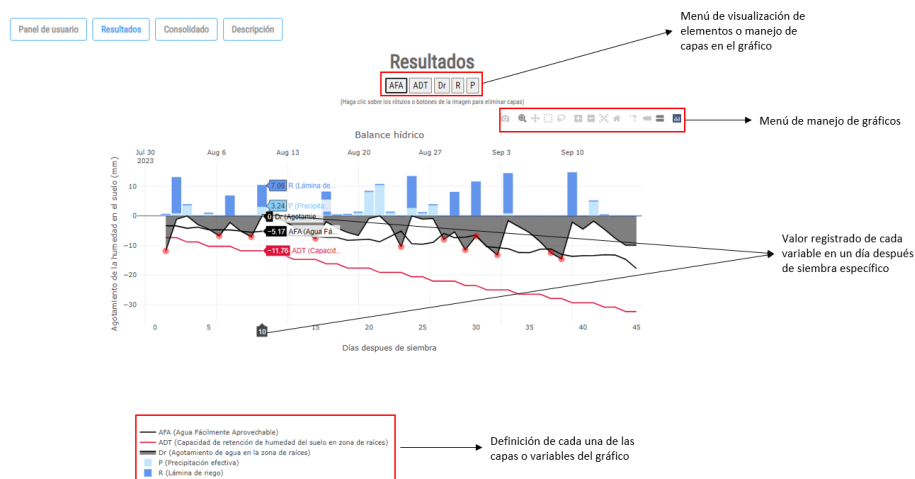 Panel de usuario
Resultados
Consolidado
Descripción
Menú de visualización de
elementos o manejo de
capas en el gráfico
Resultados
AFA ADT Dr R P
(Haga clic sobre los rótulos o botones de la imagen para eliminar capas)
Menú de manejo de gráficos
Balance hídrico
Jul 30
2023
Aug 6
Aug 13
Aug 20
Aug 27
Sep 3
Sep 10
Agotamiento de la humedad en el suelo (mm)
10
0
−10
−20
−30
7.06 R (Lámina de...
3.24 P (Precipita...
0 Dr (Agotamie...
−5.17 AFA (Agua Fá...
−11.76 ADT (Capacid...
Valor registrado de cada
variable en un día después
de siembra específico
0
5
10
15
20
25
30
35
40
45
Días despues de siembra
AFA (Agua Fácilmente Aprovechable)
ADT (Capacidad de retención de humedad del suelo en zona de raíces)
Dr (Agotamiento de agua en la zona de raíces)
P (Precipitación efectiva)
R (Lámina de riego)
Definición de cada una de las
capas o variables del gráfico